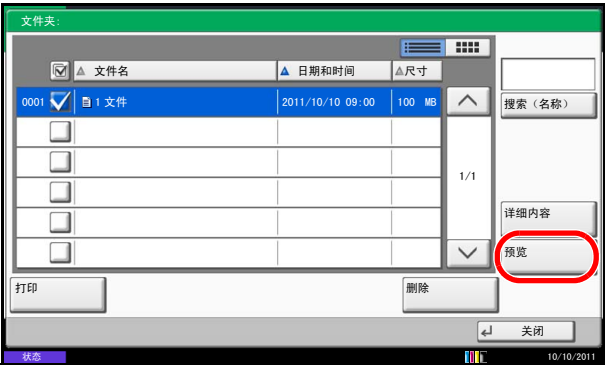 文件夹:
文件名 日期和时间 尺寸
0001 1 文件 2011/10/10 09:00 100 MB
搜索（名称）
1/1
详细内容
预览
打印 删除
关闭
状态 10/10/2011